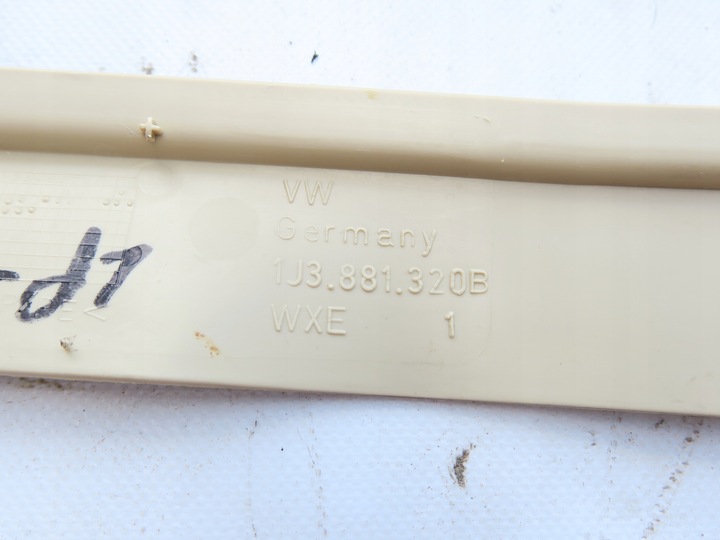 VW
Germany
1J3.881.320B
WXE 1